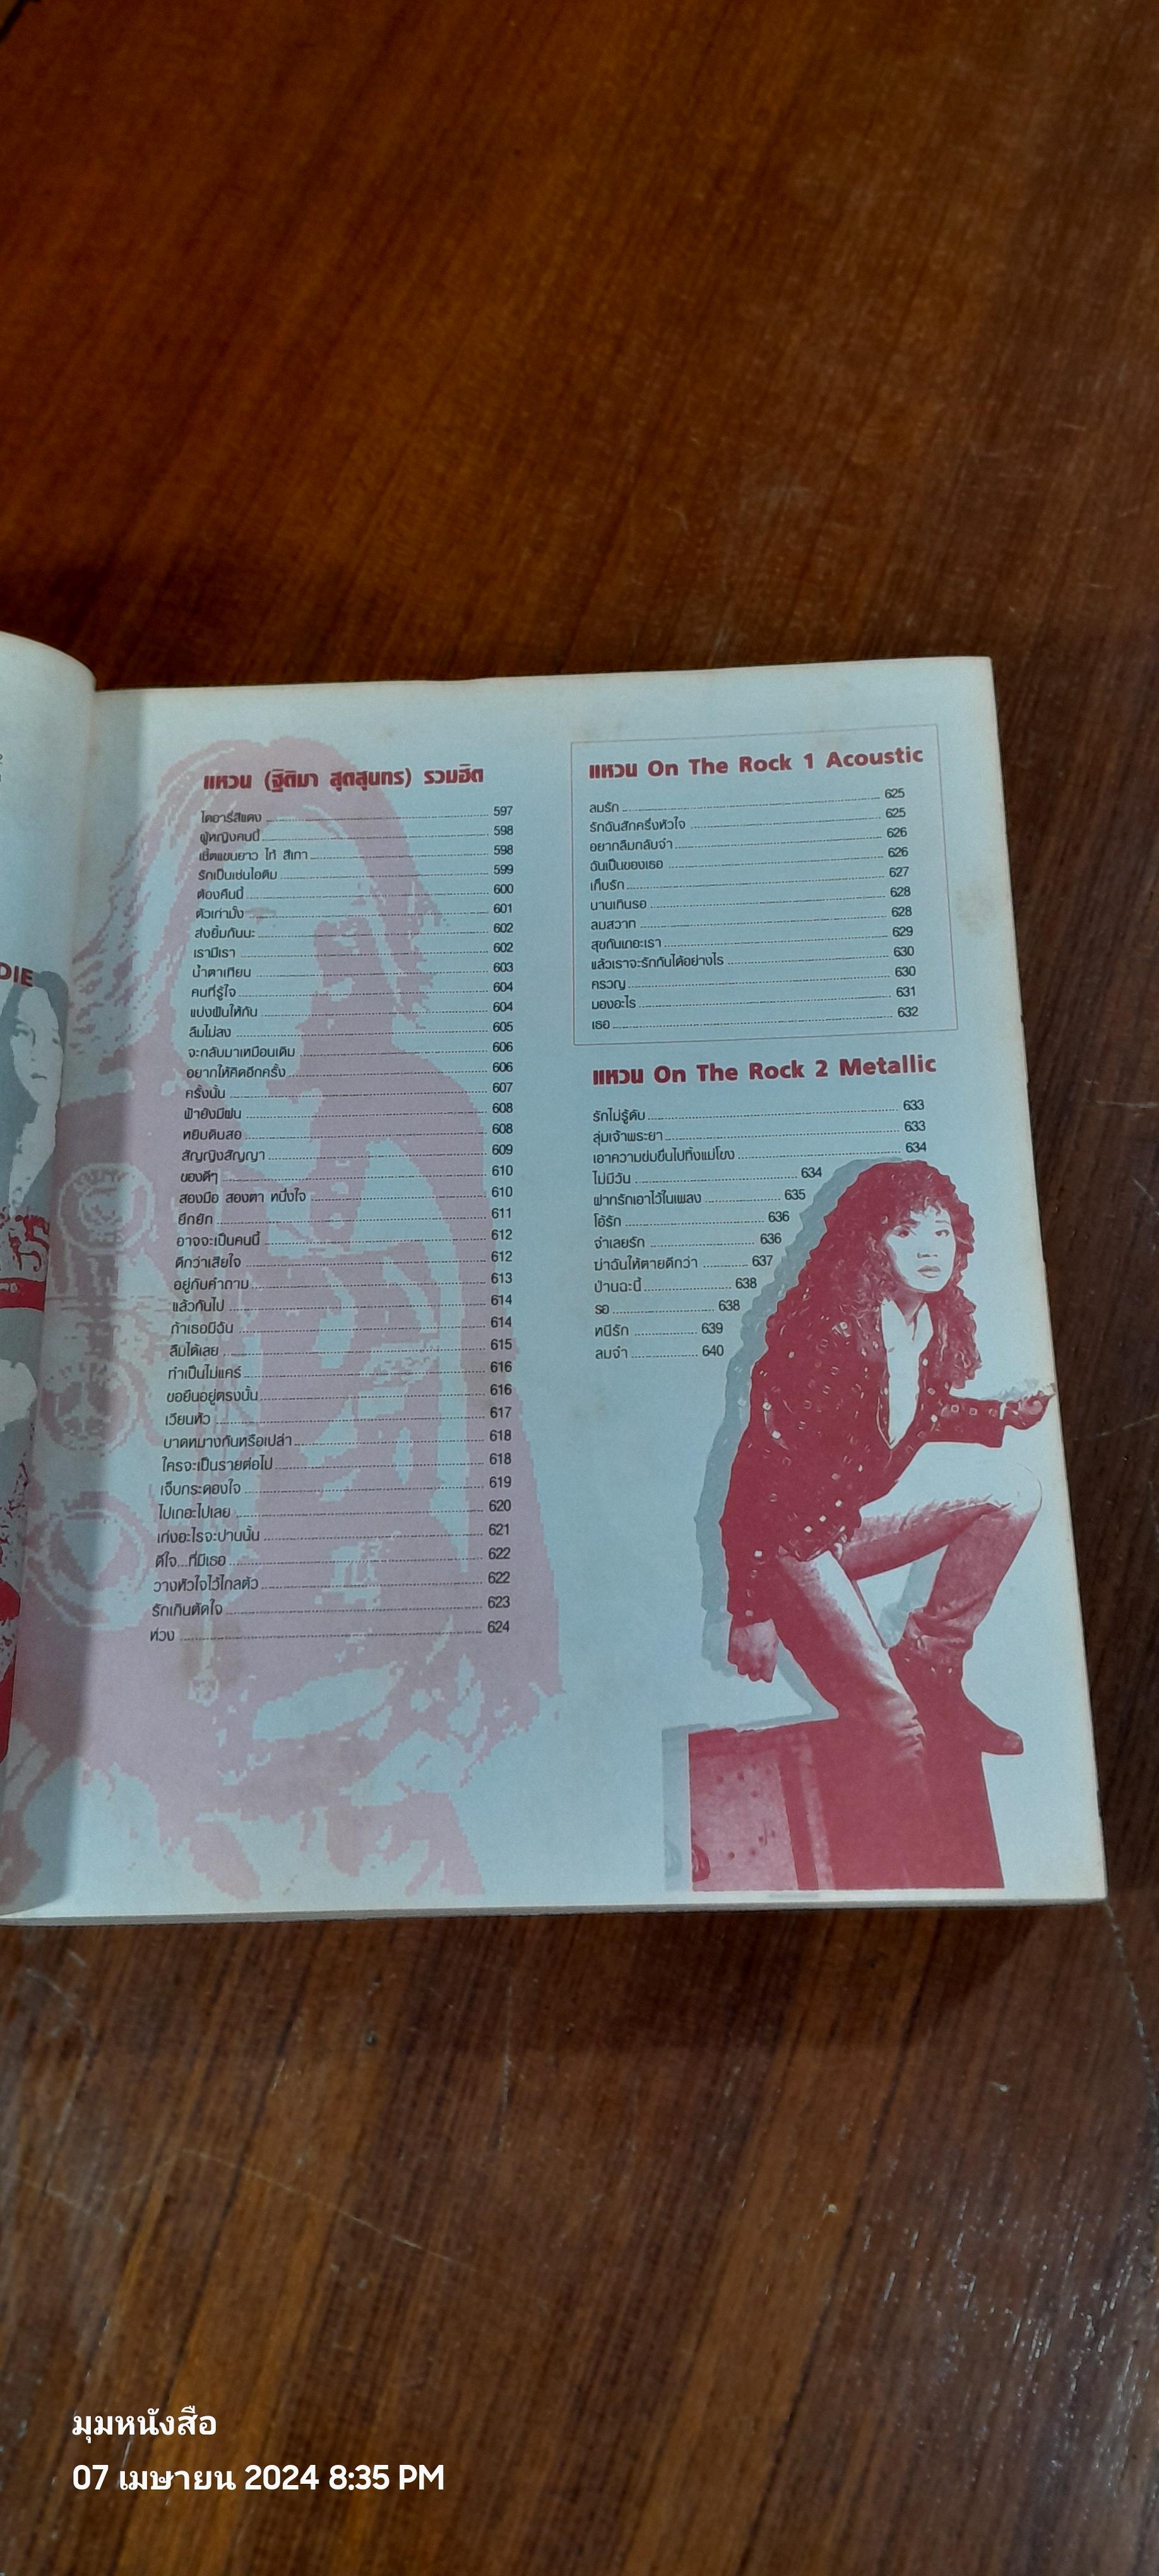 DIE
แหวน (ฐิติมา สุตสุนทร) รวมฮิต
ไดอารี่สีแดง 597
ผู้หญิงคนนี้ 598
เชิ้ตแขนยาว ไท้ สีเทา 598
รักเป็นเช่นไอติม 599
ต้องคืนนี้ 600
ตัวเก่ามั้ง 601
ส่งยิ้มกันนะ 602
เรามีเรา 602
น้ำตาเทียน 603
คนที่รู้ใจ 604
แบ่งฝันให้กัน 604
ลืมไม่ลง 605
จะกลับมาเหมือนเดิม 606
อยากให้คิดอีกครั้ง 606
ครั้งนั้น 607
ฟ้ายังมีฝน 608
หยิบดินสอ 608
สัญญิงสัญญา 609
ของดีๆ 610
สองมือ สองตา หนึ่งใจ 610
ยึกยัก 611
อาจจะเป็นคนนี้ 612
ดีกว่าเสียใจ 612
อยู่กับคำถาม 613
แล้วกันไป 614
ถ้าเธอมีฉัน 614
ลืมได้เลย 615
ทำเป็นไม่แคร์ 616
ขอยืนอยู่ตรงนั้น 616
เวียนหัว 617
บาดหมางกันหรือเปล่า 618
ใครจะเป็นรายต่อไป 618
เจ็บกระดองใจ 619
ไปเถอะไปเลย 620
เก่งอะไรจะปานนั้น 621
ดีใจ...ที่มีเธอ 622
วางหัวใจไว้ไกลตัว 622
รักเกินตัดใจ 623
ห่วง 624
แหวน On The Rock 1 Acoustic
ลมรัก 625
รักฉันสักครึ่งหัวใจ 625
อยากลืมกลับจำ 626
ฉันเป็นของเธอ 626
เก็บรัก 627
นานเกินรอ 628
ลมสวาท 628
สุขกันเถอะเรา 629
แล้วเราจะรักกันได้อย่างไร 630
ครวญ 630
มองอะไร 631
เธอ 632
แหวน On The Rock 2 Metallic
รักไม่รู้ดับ 633
ลุ่มเจ้าพระยา 633
เอาความขมขื่นไปทิ้งแม่โขง 634
ไม่มีวัน 634
ฝากรักเอาไว้ในเพลง 635
โอ้รัก 636
จำเลยรัก 636
ฆ่าฉันให้ตายดีกว่า 637
ป่านฉะนี้ 638
รอ 638
หนีรัก 639
ลมจ๋า 640
มุมหนังสือ
07 เมษายน 2024 8:35 PM